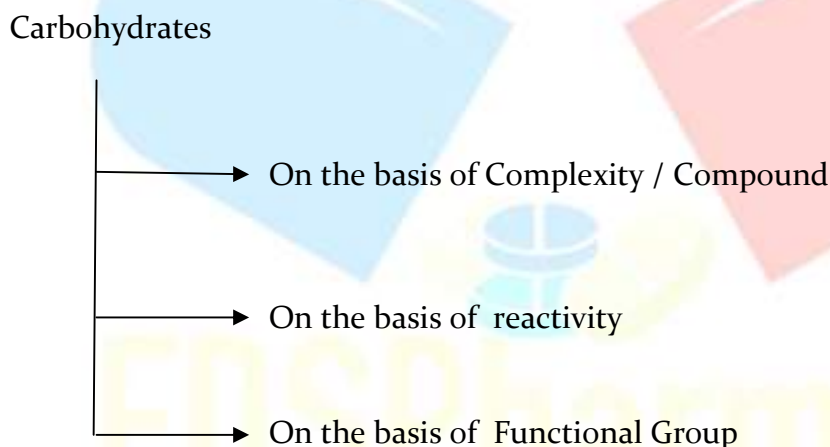 Carbohydrates
On the basis of Complexity / Compound
On the basis of reactivity
On the basis of Functional Group